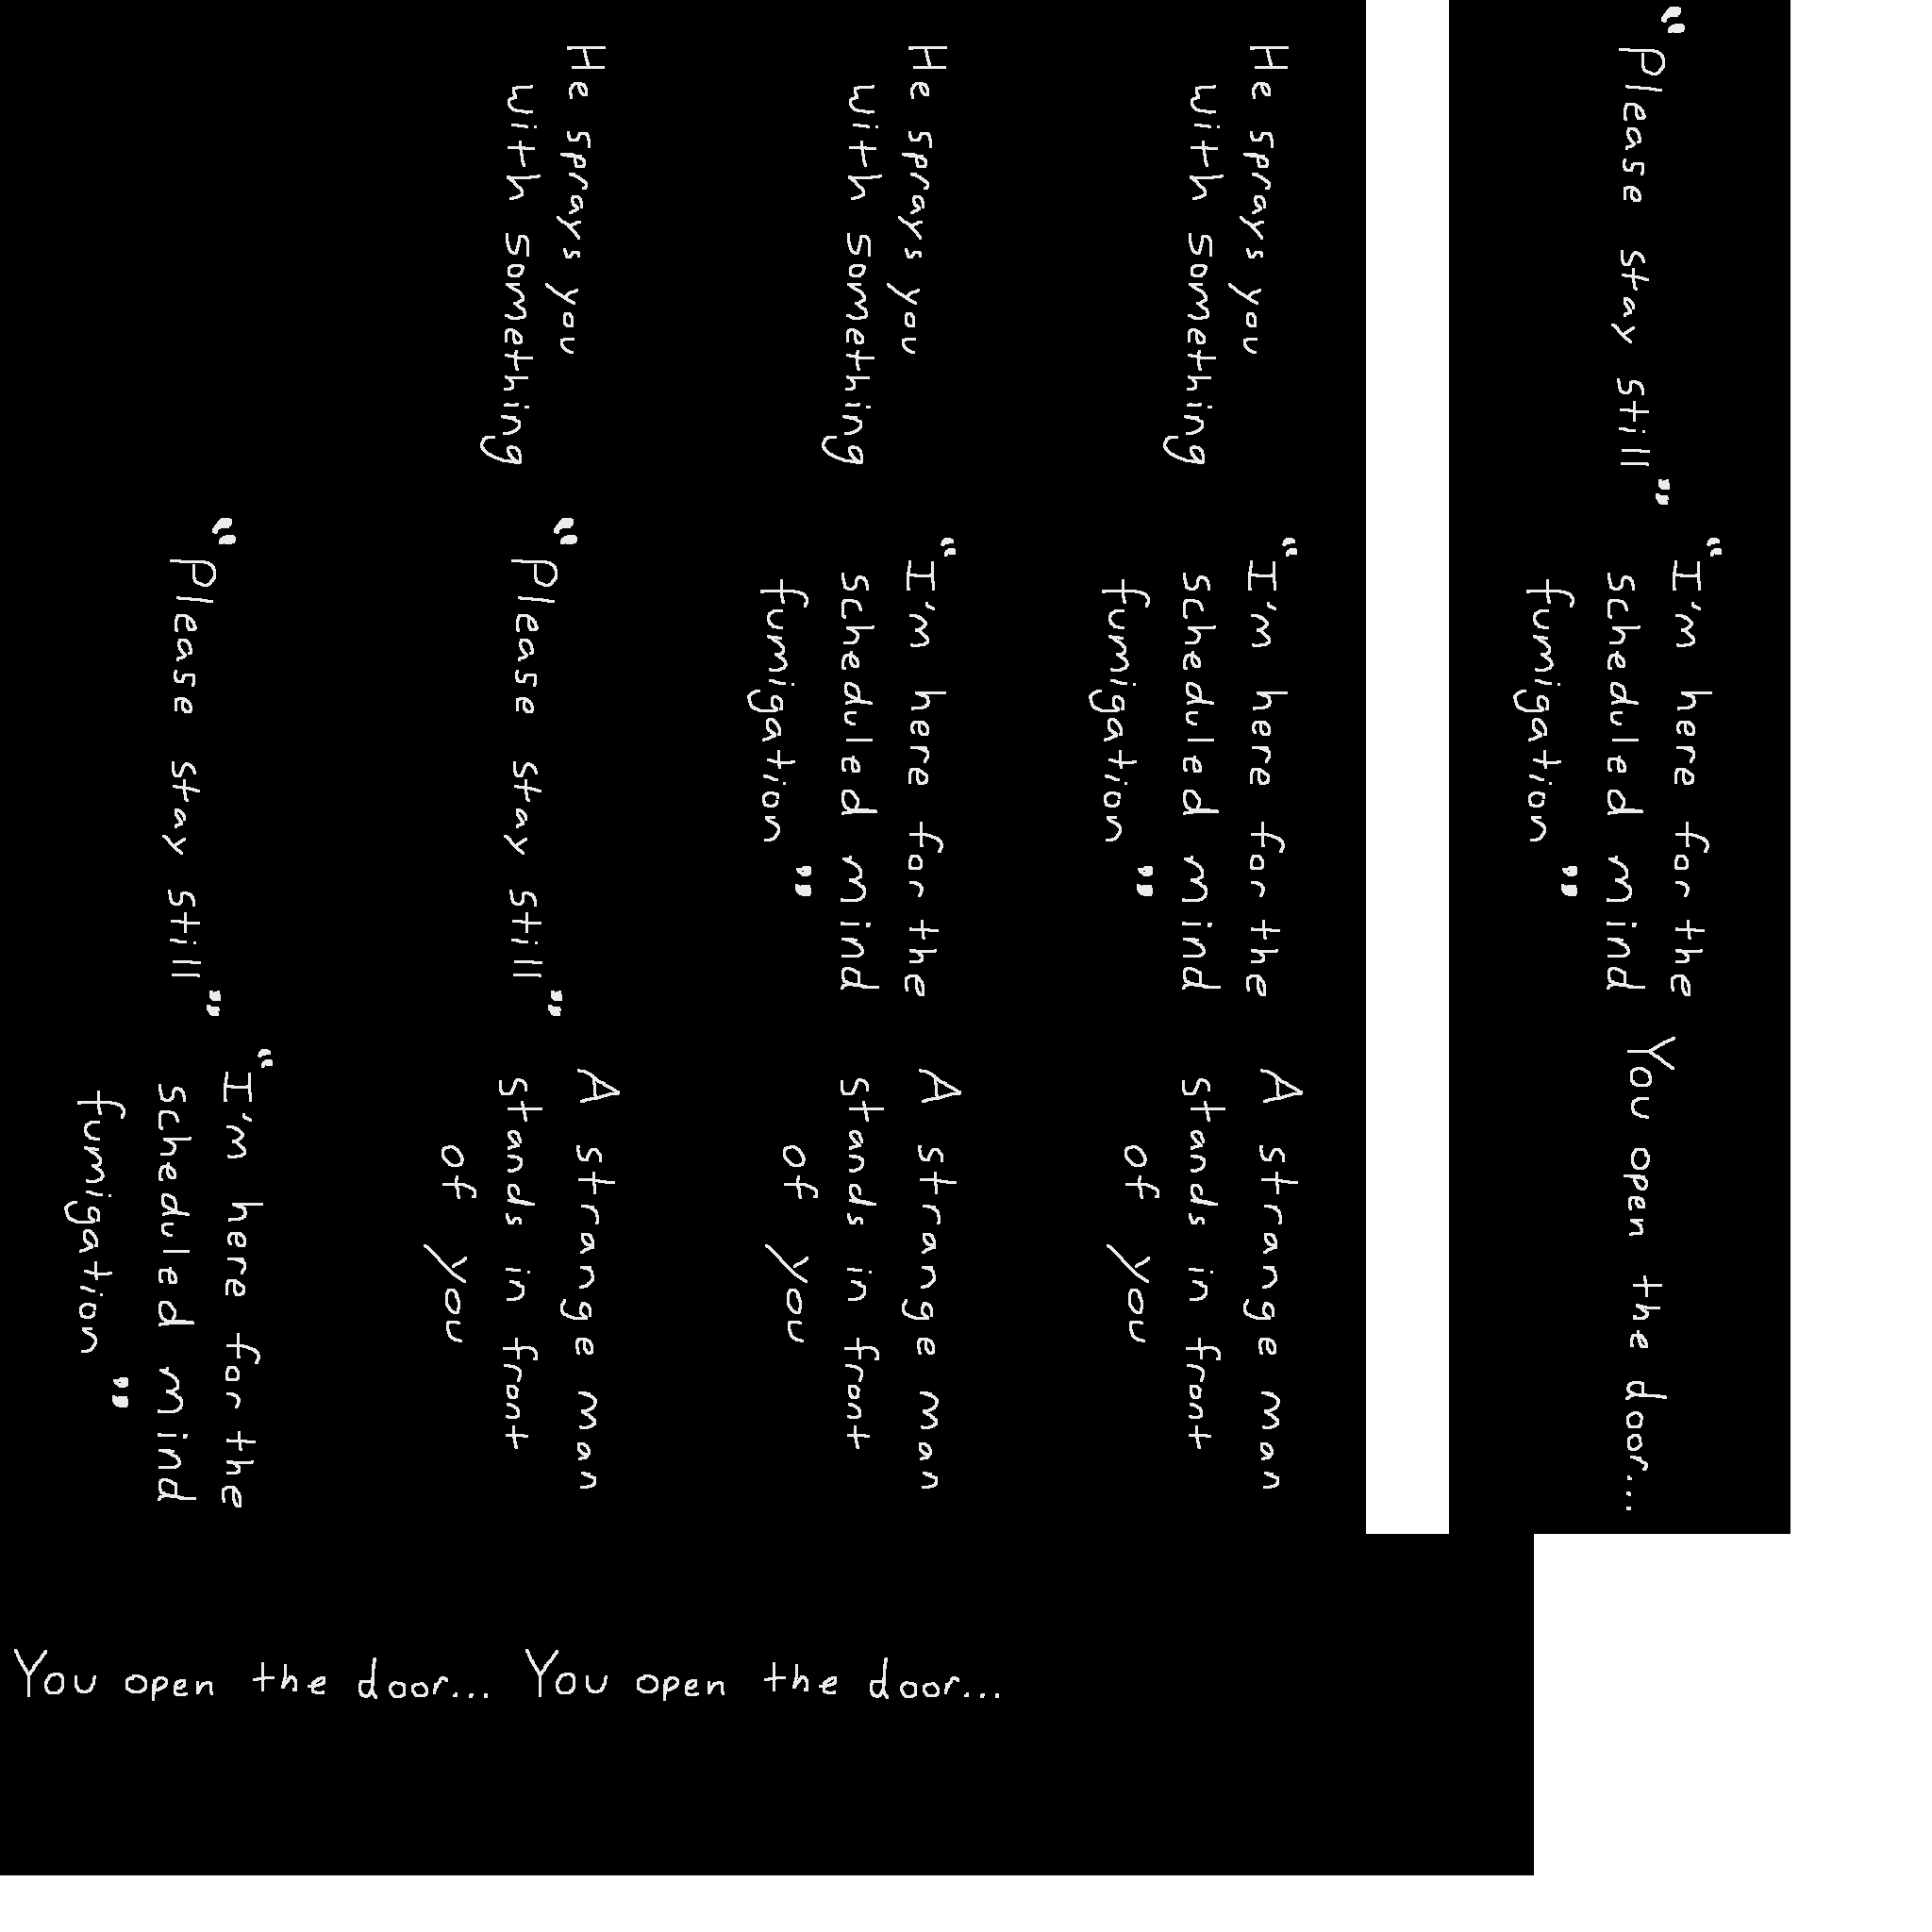 “Please stay still”
“I'm here for the
scheduled mind
fumigation”
You open the door...
He sprays you
with something
“I'm here for the
scheduled mind
fumigation”
A strange man
stands in front
of you
He sprays you
with something
“I'm here for the
scheduled mind
fumigation”
A strange man
stands in front
of you
He sprays you
with something
“Please stay still”
A strange man
stands in front
of you
“Please stay still”
“I'm here for the
scheduled mind
fumigation”
You open the door...
You open the door...